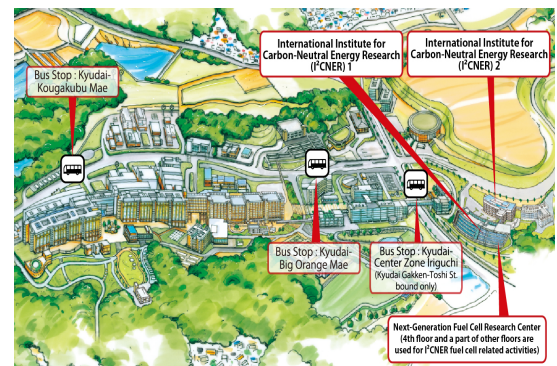 Bus Stop : Kyudai-
Kougakubu Mae
International Institute for
Carbon-Neutral Energy Research
(I²CNER) 1
International Institute for
Carbon-Neutral Energy Research
(I²CNER) 2
Bus Stop : Kyudai-
Big Orange Mae
Bus Stop : Kyudai-
Center Zone Iriguchi
(Kyudai Gakken-Toshi St.
bound only)
Next-Generation Fuel Cell Research Center
(4th floor and a part of other floors are
used for I²CNER fuel cell related activities)